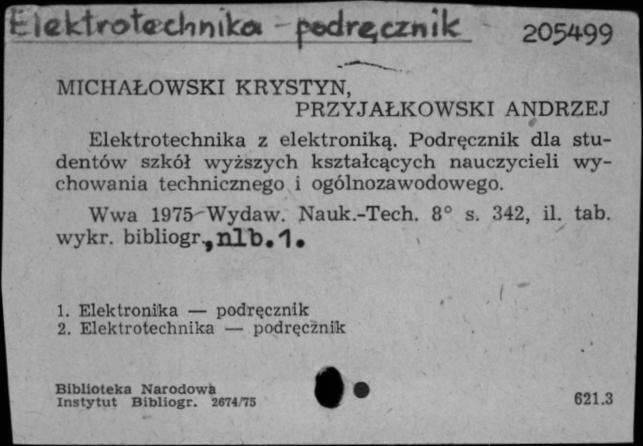 Elektrotechnika - podręcznik 205499
MICHAŁOWSKI KRYSTYN,
PRZYJAŁKOWSKI ANDRZEJ
Elektrotechnika z elektroniką. Podręcznik dla stu-
dentów szkół wyższych kształcących nauczycieli wy-
chowania technicznego i ogólnozawodowego.
Wwa 1975 Wydaw. Nauk.-Tech. 8° s. 342, il. tab.
wykr. bibliogr., nlb. 1.
1. Elektronika — podręcznik
2. Elektrotechnika — podręcznik
Biblioteka Narodowa
Instytut Bibliogr. 2674/75 621.3